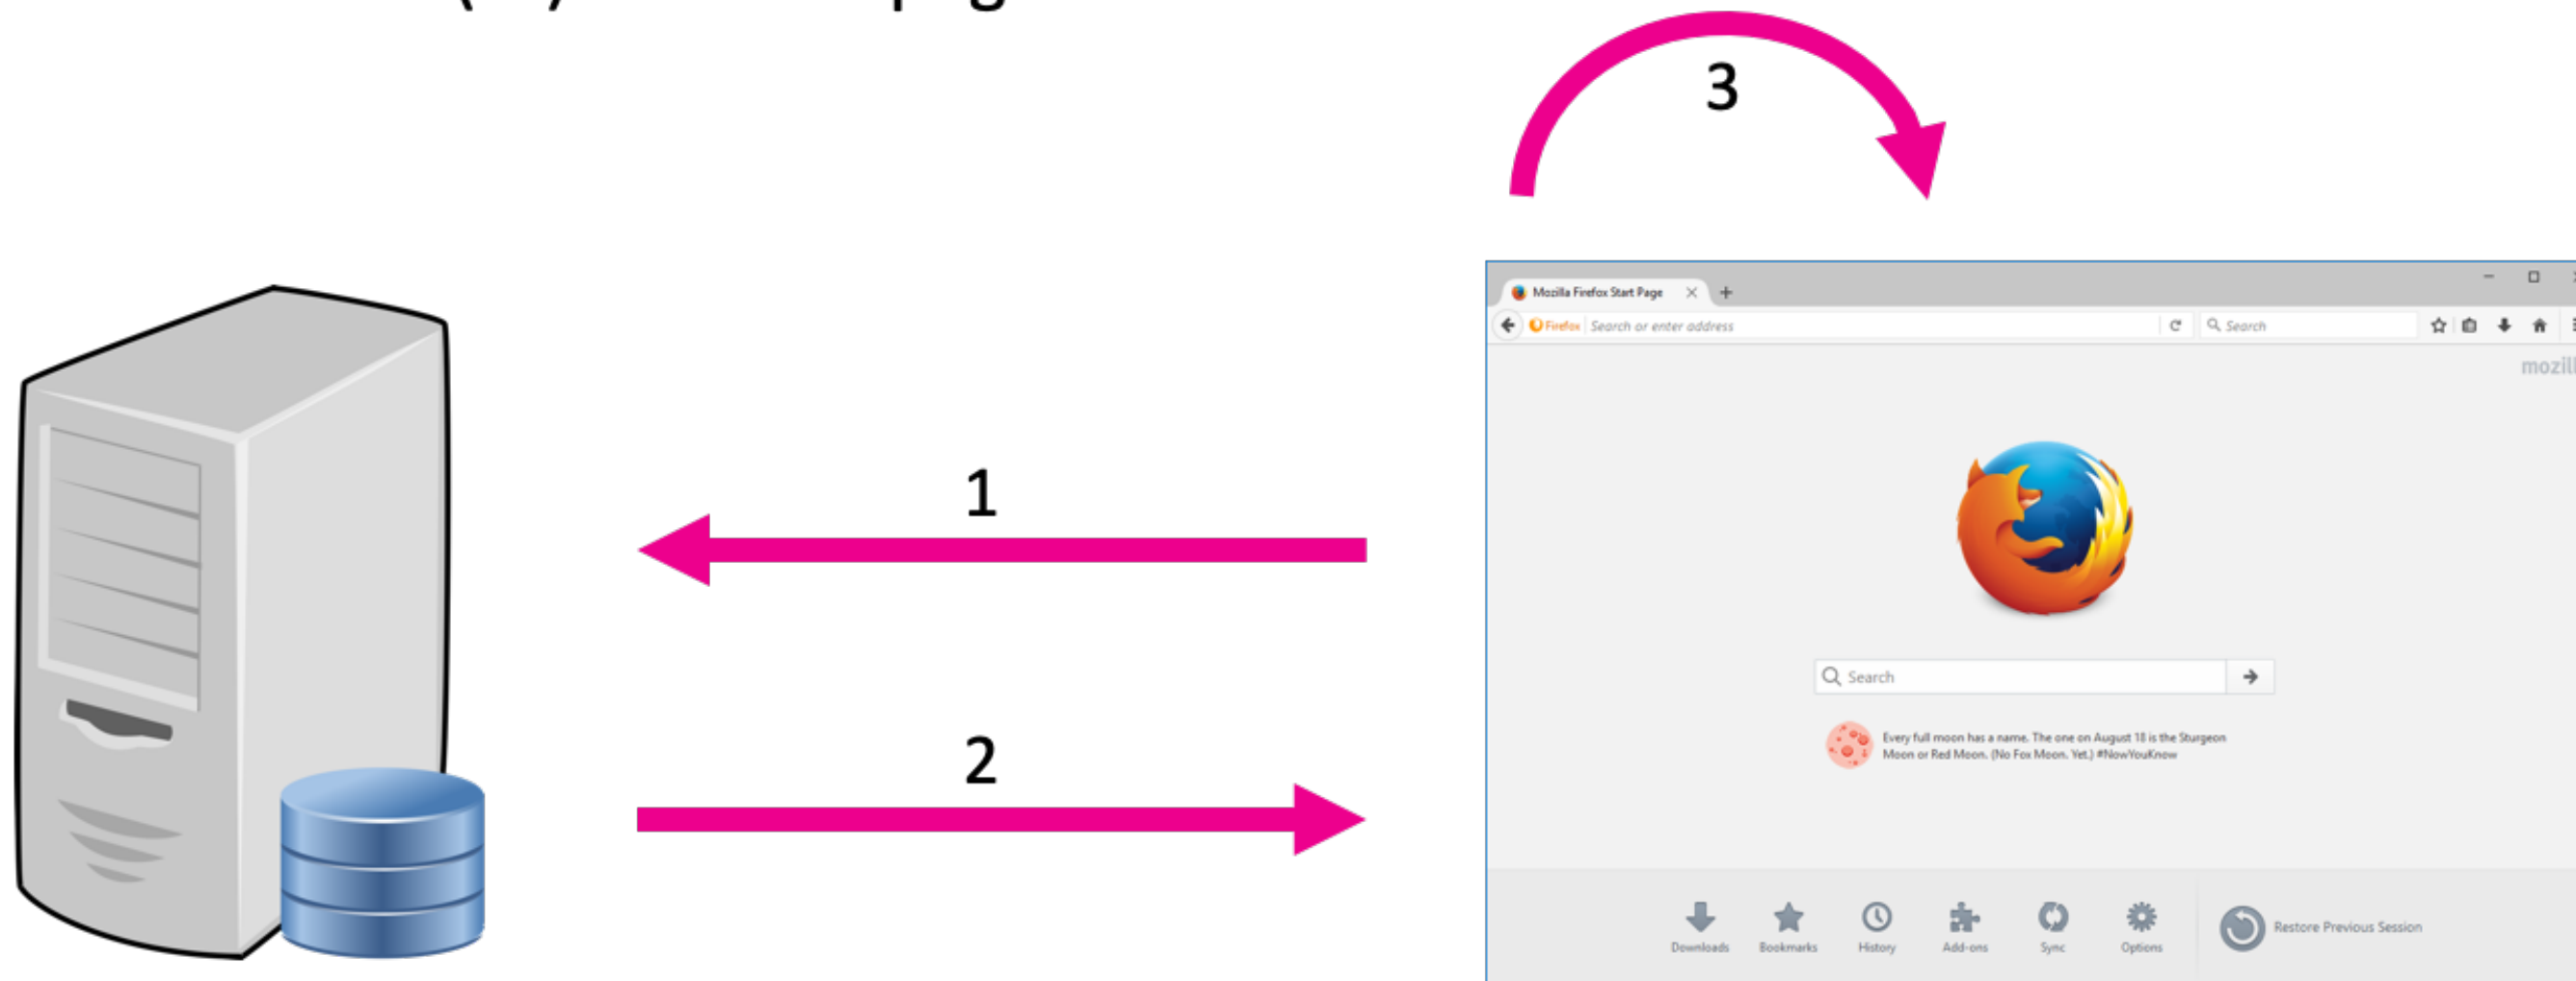 3
Mozilla Firefox Start Page
Firefox Search or enter address
Search
1
Search
Every full moon has a name. The one on August 18 is the Sturgeon
Moon or Red Moon. (No Fox Moon. Yet.) #NowYouKnow
2
Downloads Bookmarks History Add-ons Sync Options Restore Previous Session